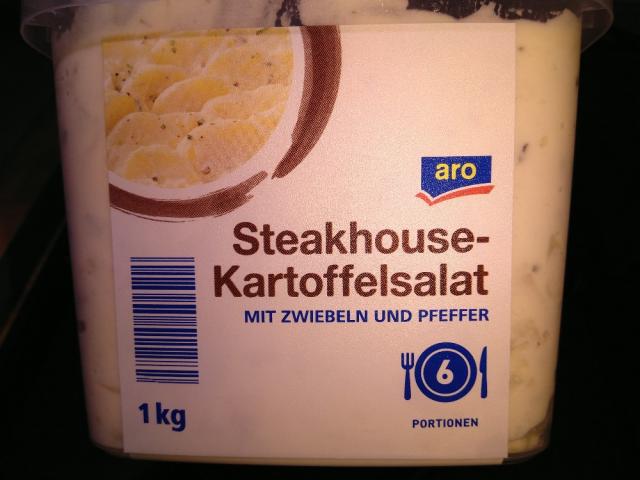 aro
Steakhouse-
Kartoffelsalat
MIT ZWIEBELN UND PFEFFER
6
1 kg
PORTIONEN